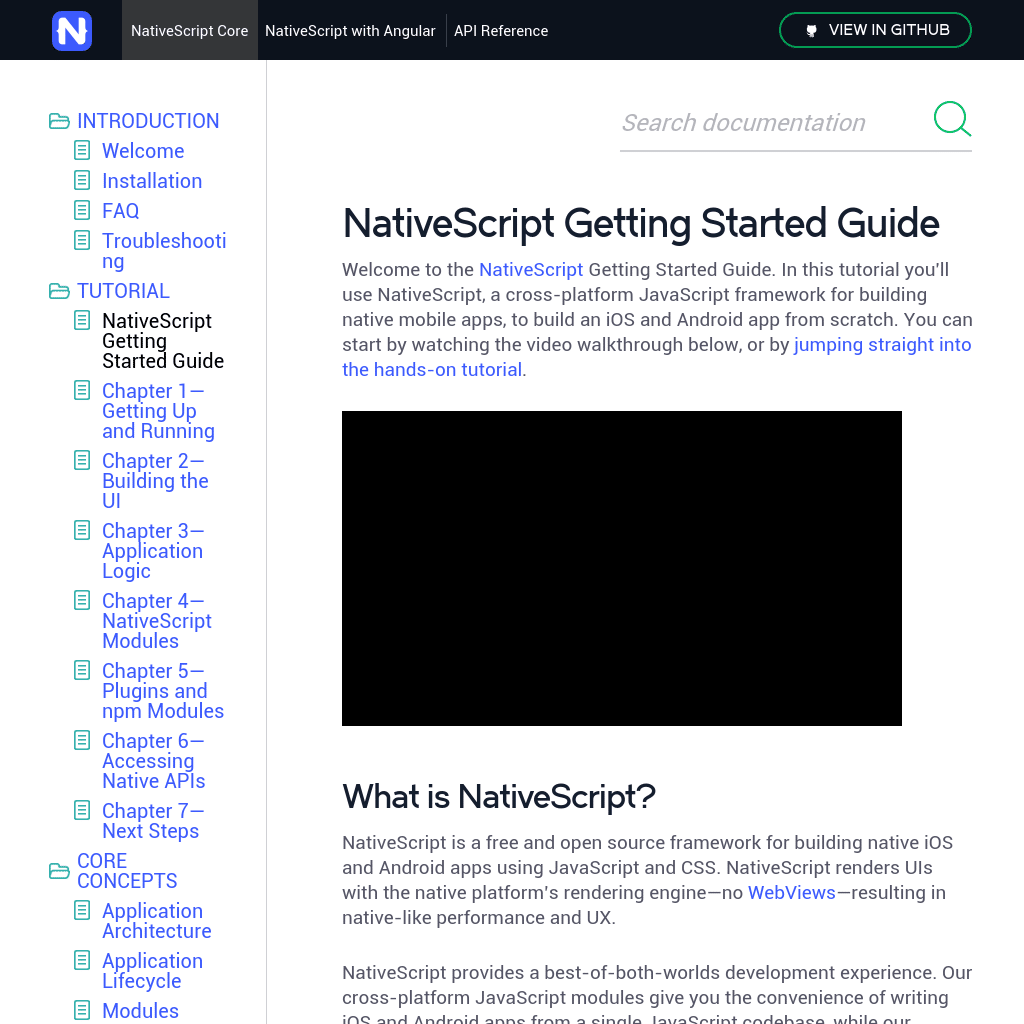 N
NativeScript Core
NativeScript with Angular
API Reference
VIEW IN GITHUB
INTRODUCTION
Welcome
Installation
FAQ
Troubleshooti
ng
TUTORIAL
NativeScript
Getting
Started Guide
Chapter 1—
Getting Up
and Running
Chapter 2—
Building the
UI
Chapter 3—
Application
Logic
Chapter 4—
NativeScript
Modules
Chapter 5—
Plugins and
npm Modules
Chapter 6—
Accessing
Native APIs
Chapter 7—
Next Steps
CORE
CONCEPTS
Application
Architecture
Application
Lifecycle
Modules
Search documentation
NativeScript Getting Started Guide
Welcome to the NativeScript Getting Started Guide. In this tutorial you'll
use NativeScript, a cross-platform JavaScript framework for building
native mobile apps, to build an iOS and Android app from scratch. You can
start by watching the video walkthrough below, or by jumping straight into
the hands-on tutorial.
What is NativeScript?
NativeScript is a free and open source framework for building native iOS
and Android apps using JavaScript and CSS. NativeScript renders UIs
with the native platform's rendering engine—no WebViews—resulting in
native-like performance and UX.
NativeScript provides a best-of-both-worlds development experience. Our
cross-platform JavaScript modules give you the convenience of writing
iOS and Android apps from a single JavaScript codebase, while our